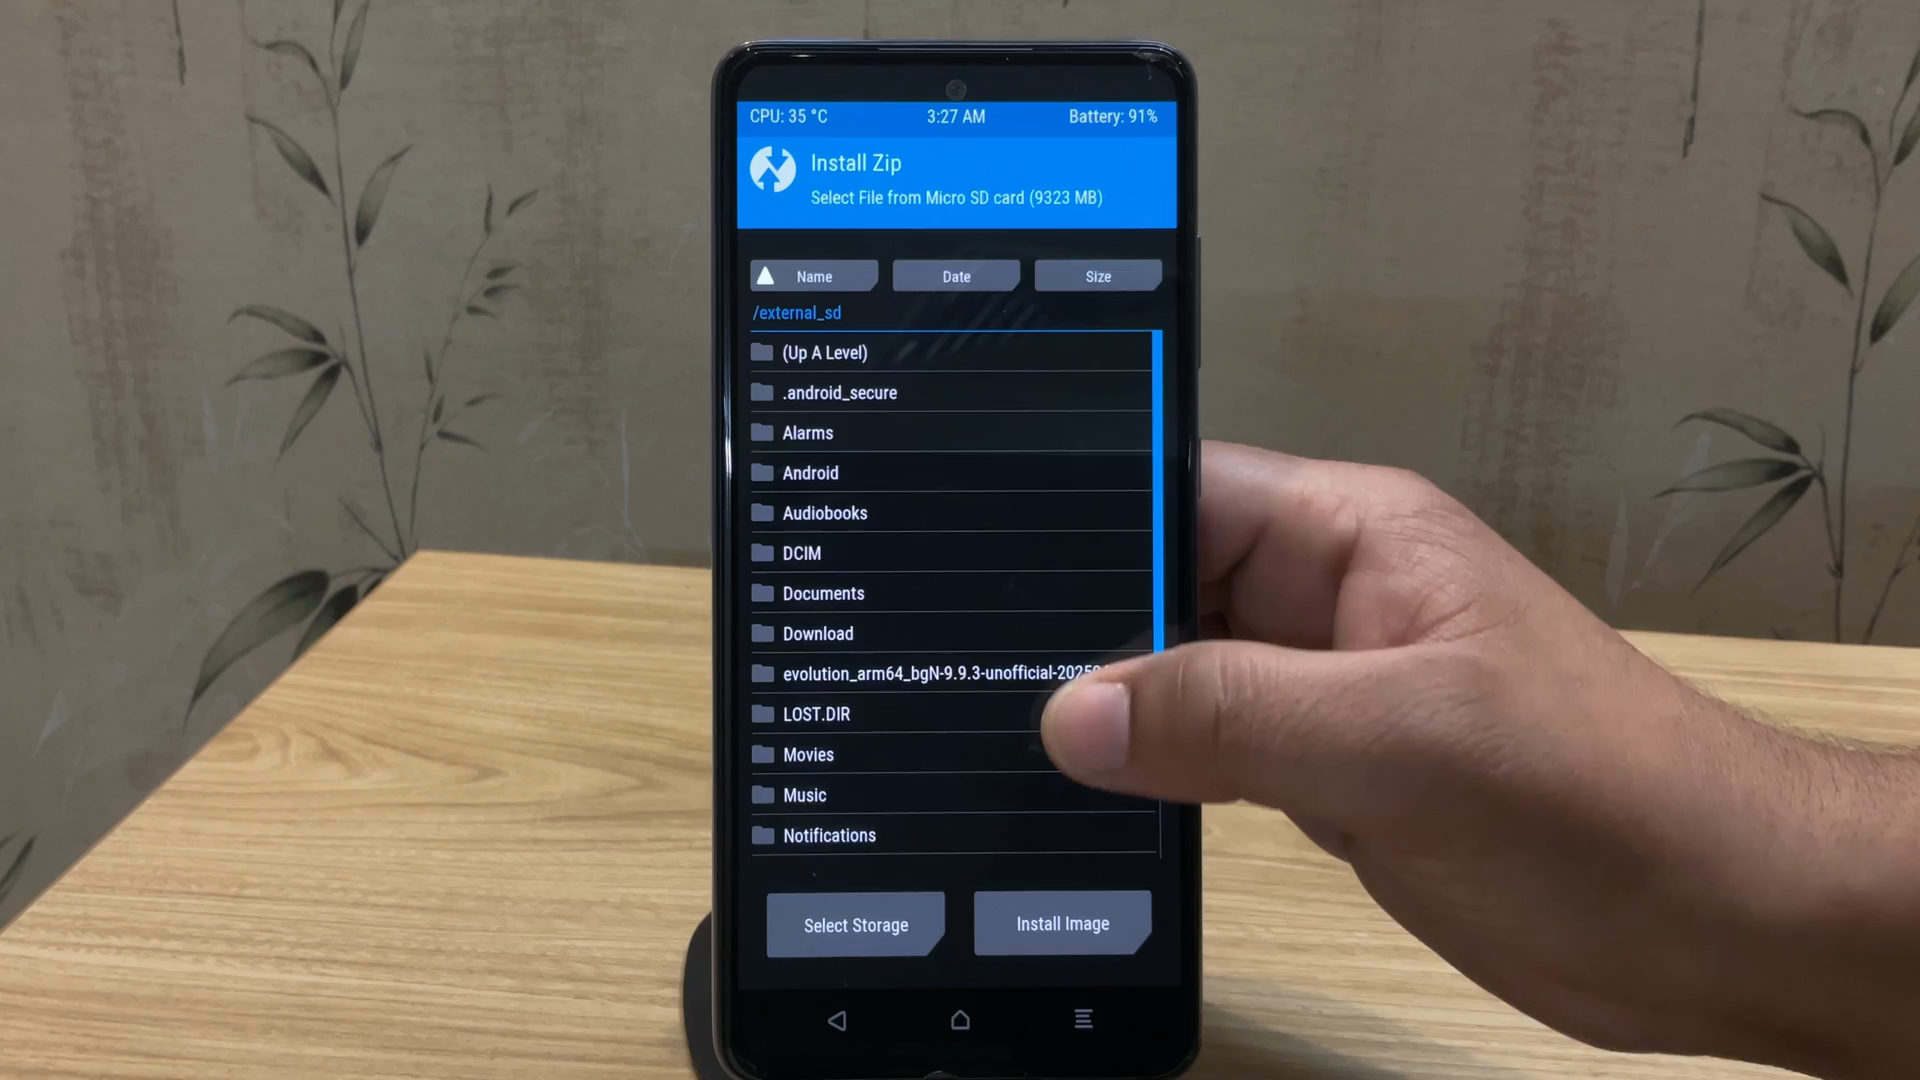 CPU: 35 °C 3:27 AM Battery: 91%
Install Zip
Select File from Micro SD card (9323 MB)
Name Date Size
/external_sd
(Up A Level)
.android_secure
Alarms
Android
Audiobooks
DCIM
Documents
Download
evolution_arm64_bgN-9.9.3-unofficial-2025
LOST.DIR
Movies
Music
Notifications
Select Storage Install Image